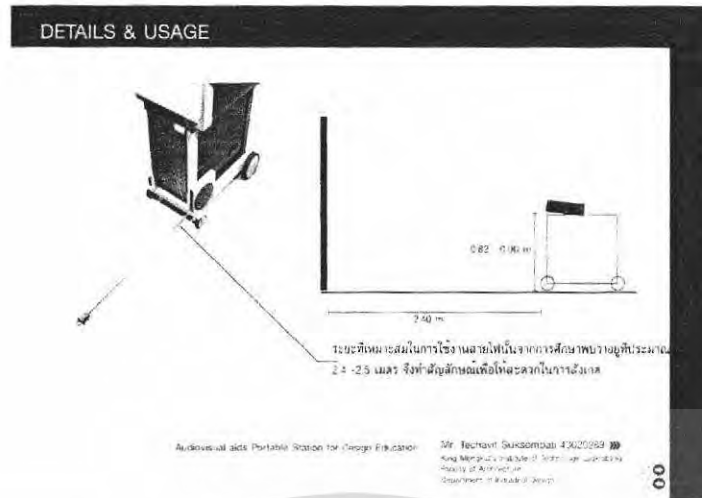 DETAILS & USAGE
0.82 - 0.90 m
2.40 m
ระยะที่เหมาะสมในการใช้งานสายไฟนั้นจากการศึกษาพบว่าอยู่ที่ประมาณ
2.4 -2.5 เมตร จึงทำสัญลักษณ์เพื่อให้สะดวกในการสังเกต
Audiovisual aids Portable Station for Design Education
Mr. Techavit Suksombati
King Mongkut's Institute of Technology Ladkrabang
Faculty of Architecture
Department of Industrial Design